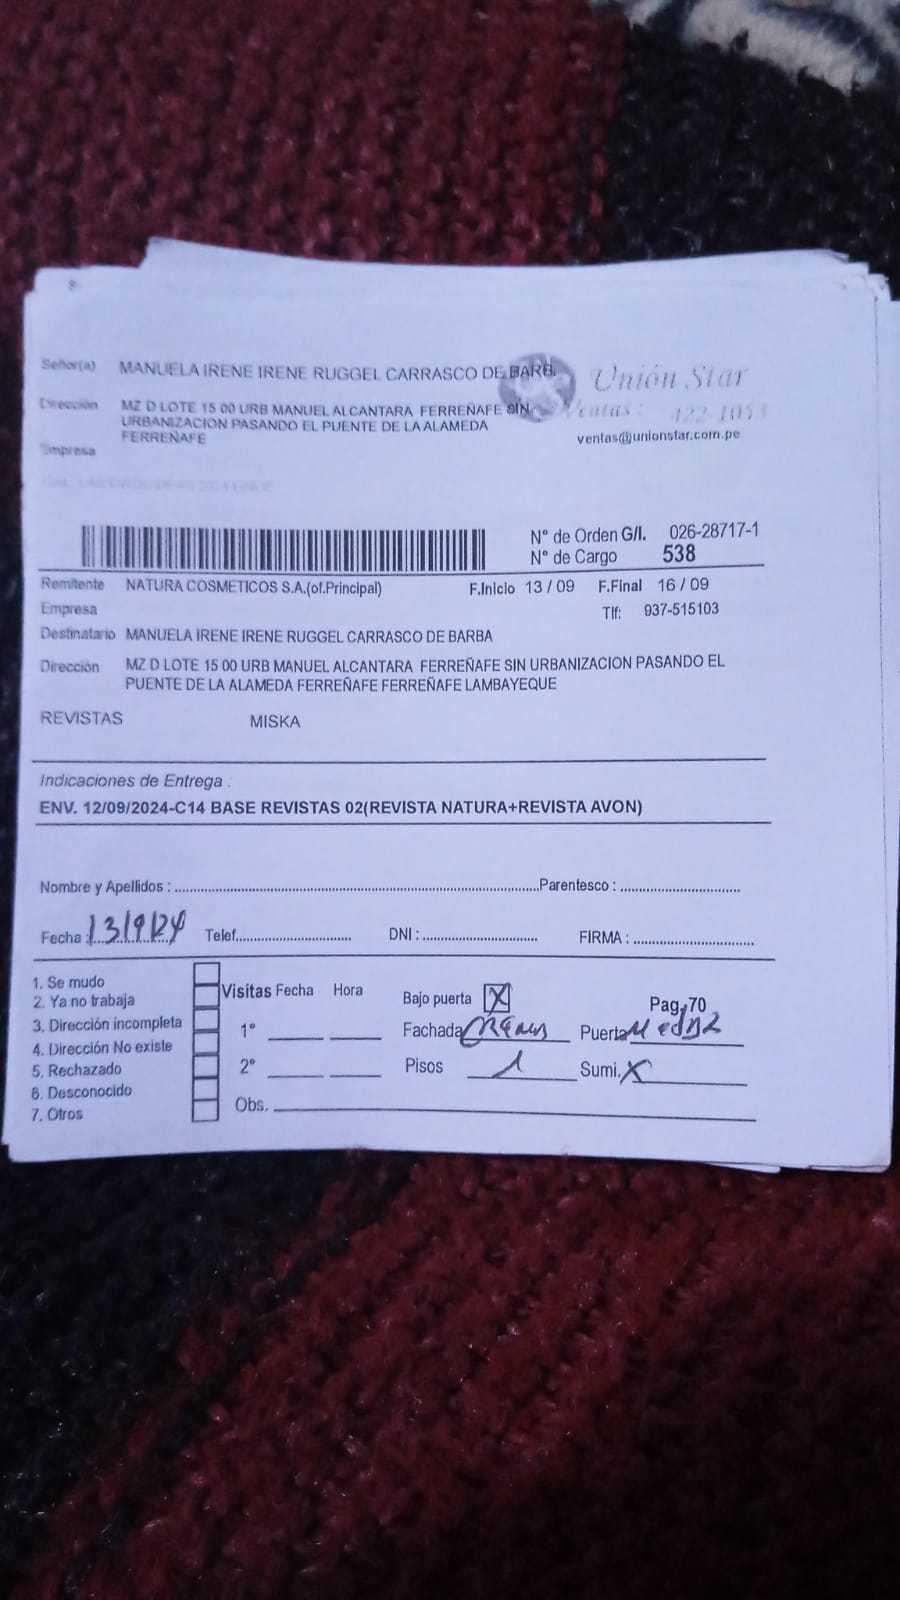 Señor(a) MANUELA IRENE IRENE RUGGEL CARRASCO DE BARB
Unión Star
Dirección MZ D LOTE 15 00 URB MANUEL ALCANTARA FERREÑAFE SIN
URBANIZACION PASANDO EL PUENTE DE LA ALAMEDA
FERREÑAFE
Ventas: 422-1053
ventas@unionstar.com.pe
Empresa
N° de Orden G/I. 026-28717-1
N° de Cargo 538
Remitente NATURA COSMETICOS S.A.(of.Principal) F.Inicio 13 / 09 F.Final 16 / 09
Empresa Tlf: 937-515103
Destinatario MANUELA IRENE IRENE RUGGEL CARRASCO DE BARBA
Dirección MZ D LOTE 15 00 URB MANUEL ALCANTARA FERREÑAFE SIN URBANIZACION PASANDO EL
PUENTE DE LA ALAMEDA FERREÑAFE FERREÑAFE LAMBAYEQUE
REVISTAS MISKA
Indicaciones de Entrega :
ENV. 12/09/2024-C14 BASE REVISTAS 02(REVISTA NATURA+REVISTA AVON)
Nombre y Apellidos : Parentesco :
Fecha : 13/9/24 Telef. DNI : FIRMA :
1. Se mudo
2. Ya no trabaja
3. Dirección incompleta
4. Dirección No existe
5. Rechazado
6. Desconocido
7. Otros
Visitas Fecha Hora
1°
2°
Obs.
Bajo puerta X
Pag. 70
Fachada Puerta
Pisos 1 Sumi. X